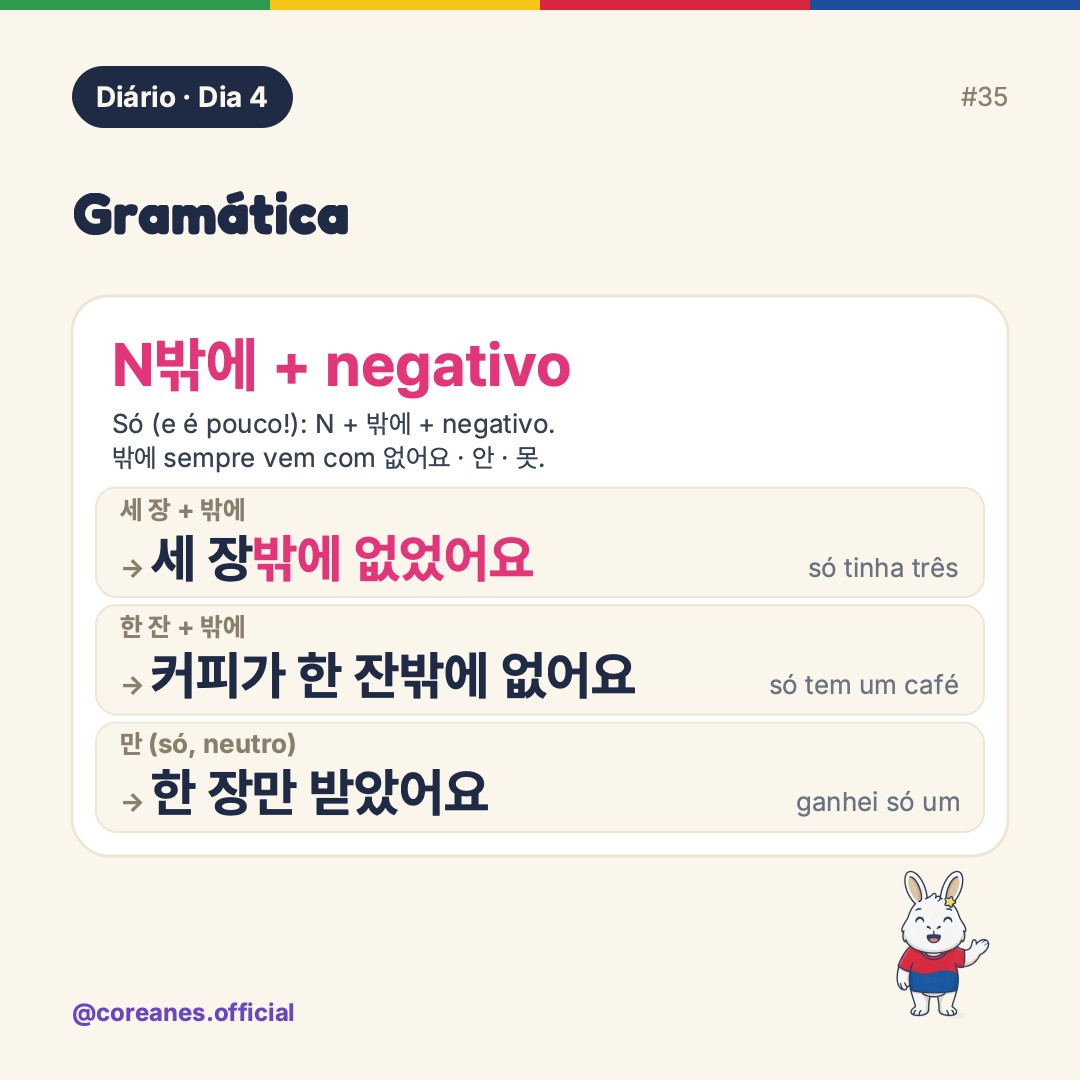 Diário · Dia 4
#35
Gramática
N밖에 + negativo
Só (e é pouco!): N + 밖에 + negativo.
밖에 sempre vem com 없어요 · 안 · 못.
세 장 + 밖에
→ 세 장밖에 없었어요
só tinha três
한 잔 + 밖에
→ 커피가 한 잔밖에 없어요
só tem um café
만 (só, neutro)
→ 한 장만 받았어요
ganhei só um
@coreanes.official